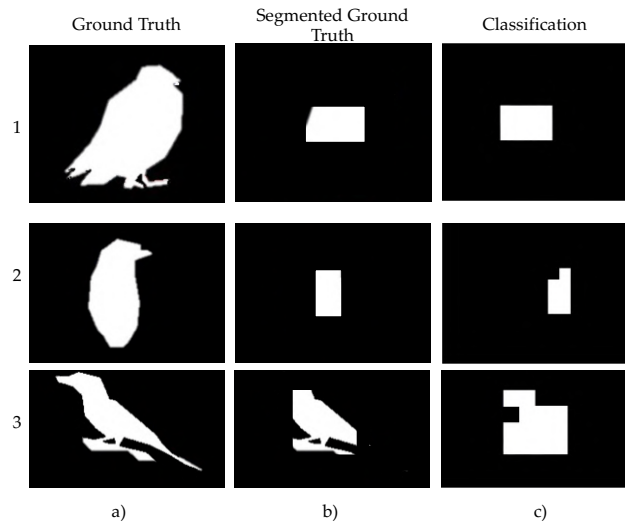 Ground Truth
Segmented Ground
Truth
Classification
1
2
3
a)
b)
c)